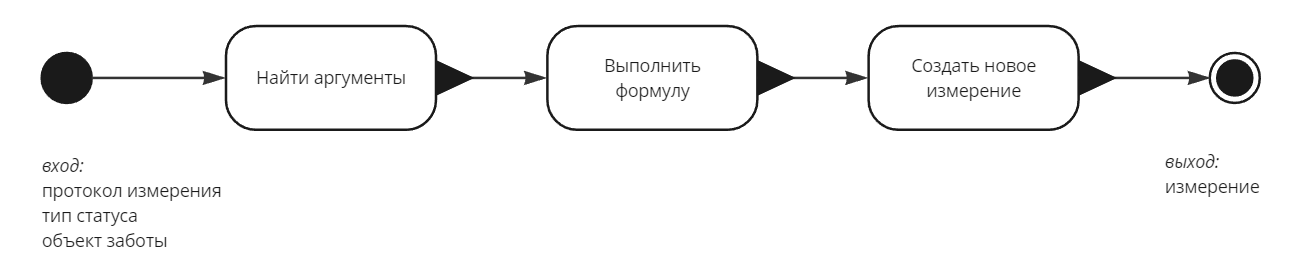 Найти аргументы
Выполнить
формулу
Создать новое
измерение
вход:
протокол измерения
тип статуса
объект заботы
выход:
измерение